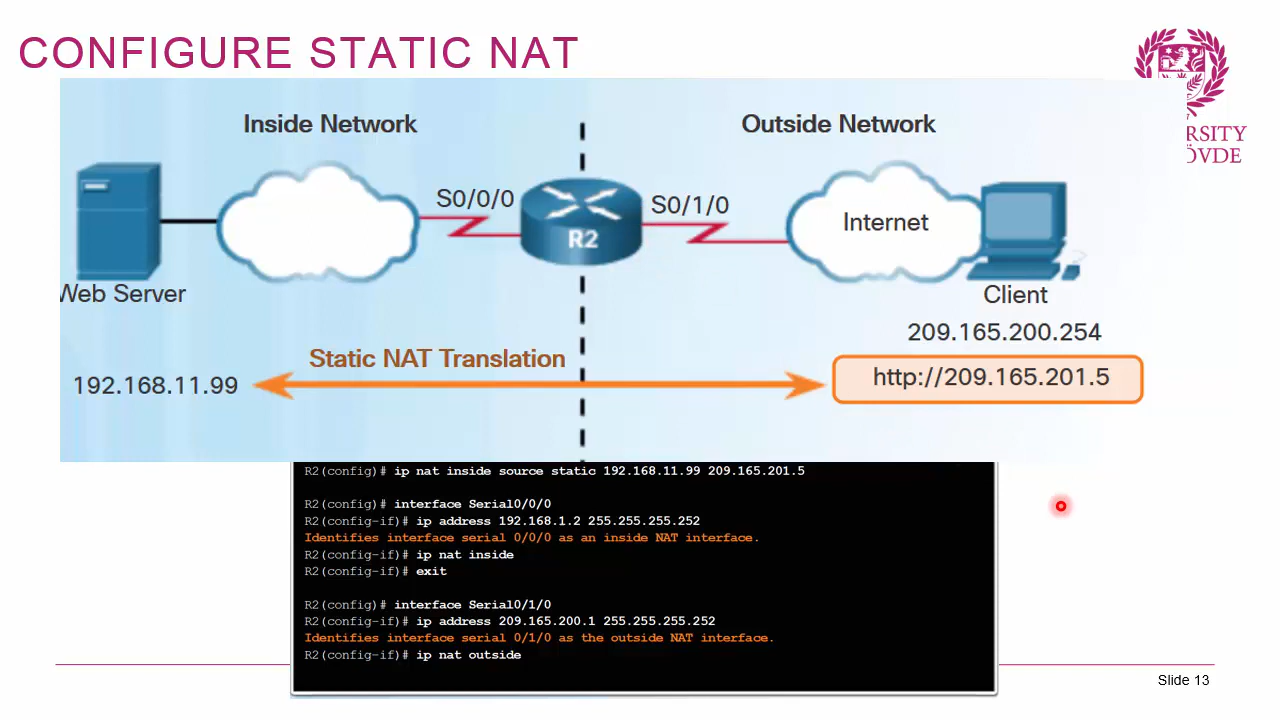 CONFIGURE STATIC NAT
RSITY
ÖVDE
Inside Network
Outside Network
S0/0/0
S0/1/0
R2
Internet
Web Server
Client
209.165.200.254
Static NAT Translation
192.168.11.99
http://209.165.201.5
R2(config)# ip nat inside source static 192.168.11.99 209.165.201.5
R2(config)# interface Serial0/0/0
R2(config-if)# ip address 192.168.1.2 255.255.255.252
Identifies interface serial 0/0/0 as an inside NAT interface.
R2(config-if)# ip nat inside
R2(config-if)# exit
R2(config)# interface Serial0/1/0
R2(config-if)# ip address 209.165.200.1 255.255.255.252
Identifies interface serial 0/1/0 as the outside NAT interface.
R2(config-if)# ip nat outside
Slide 13